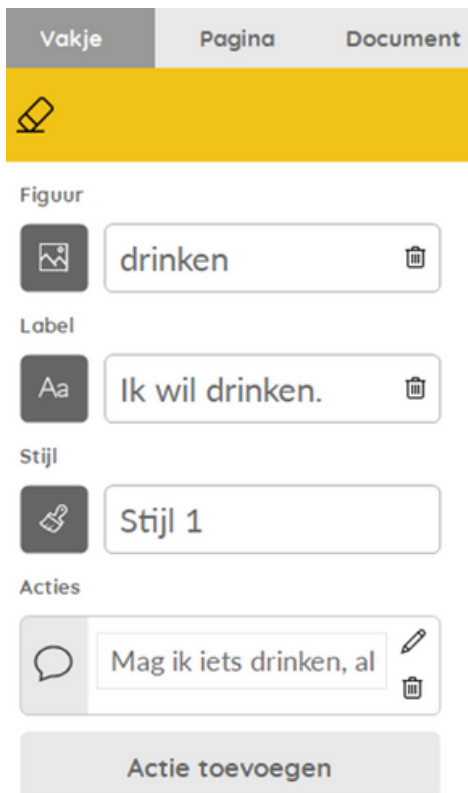 Vakje Pagina Document
Figuur
drinken
Label
Aa Ik wil drinken.
Stijl
Stijl 1
Acties
Mag ik iets drinken, al
Actie toevoegen